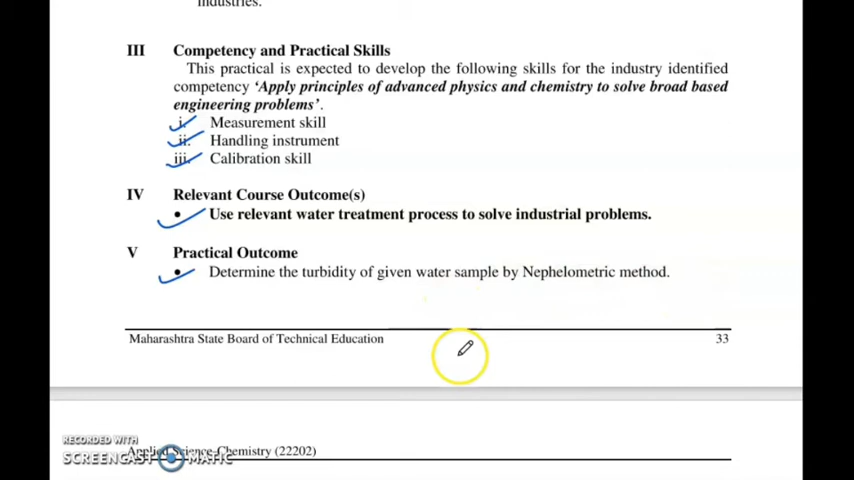 industries.
III Competency and Practical Skills
This practical is expected to develop the following skills for the industry identified
competency ‘Apply principles of advanced physics and chemistry to solve broad based
engineering problems’.
i. Measurement skill
ii. Handling instrument
iii. Calibration skill
IV Relevant Course Outcome(s)
• Use relevant water treatment process to solve industrial problems.
V Practical Outcome
• Determine the turbidity of given water sample by Nephelometric method.
Maharashtra State Board of Technical Education 33
RECORDED WITH
Applied Science-Chemistry (22202)
SCREENCAST MATIC